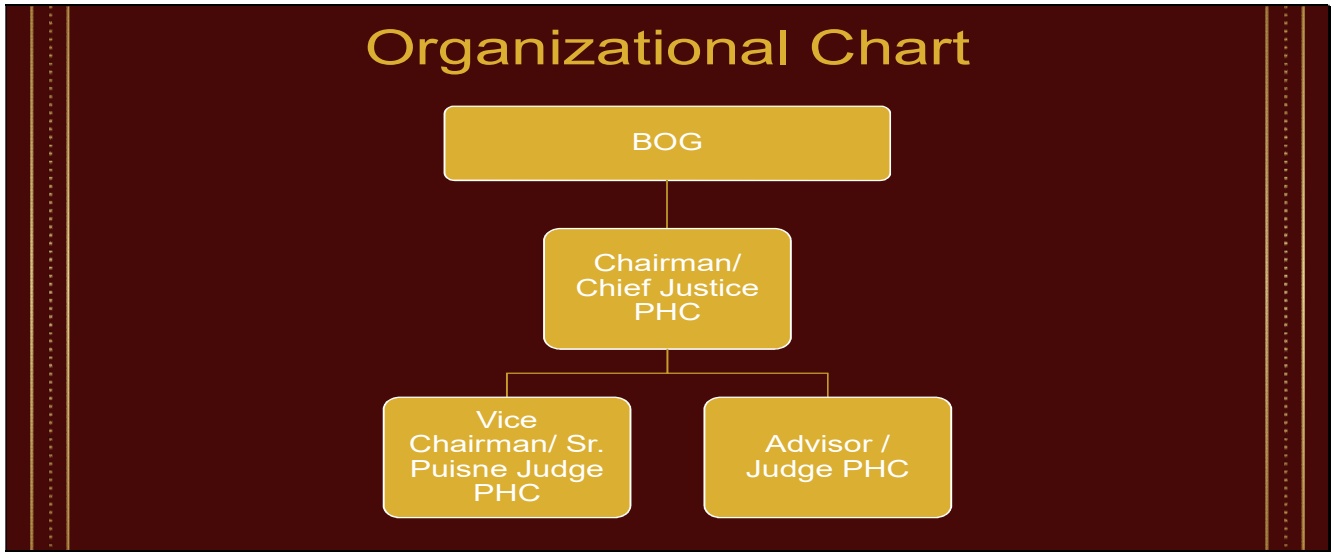 Organizational Chart
BOG
Chairman/
Chief Justice
PHC
Vice
Chairman/ Sr.
Puisne Judge
PHC
Advisor /
Judge PHC